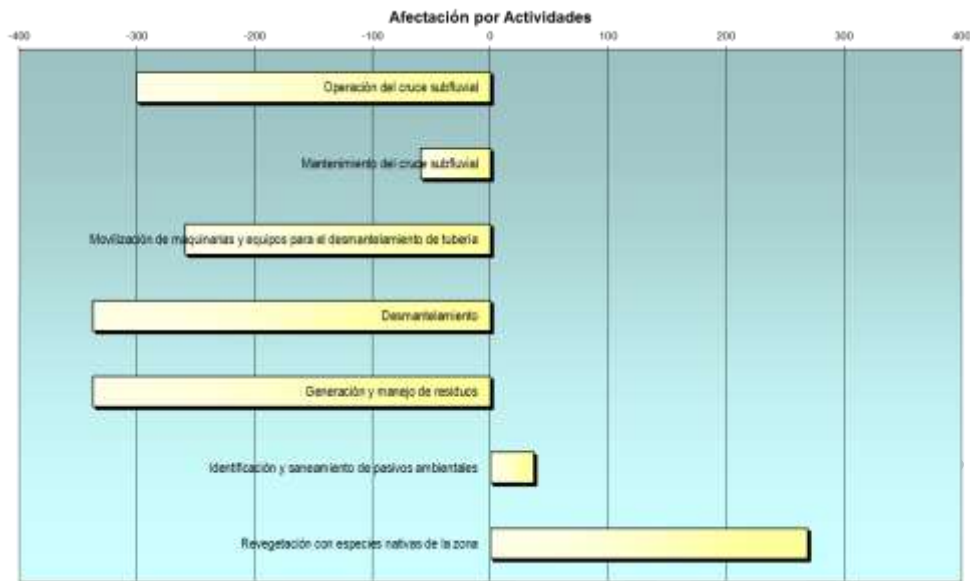 Afectación por Actividades
-400 -300 -200 -100 0 100 200 300 400
Operación del cruce subfluvial
Mantenimiento del cruce subfluvial
Movilización de maquinarias y equipos para el desmantelamiento de tubería
Desmantelamiento
Generación y manejo de residuos
Identificación y saneamiento de pasivos ambientales
Revegetación con especies nativas de la zona